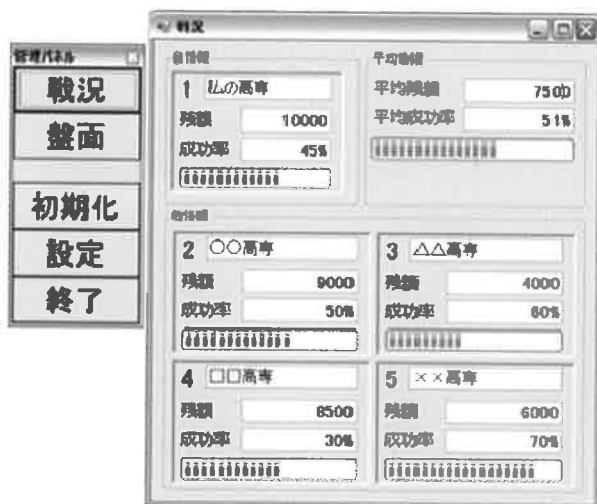 管理パネル
戦況
盤面
初期化
設定
終了
戦況
自情報
1 私の高専
残額 10000
成功率 45%
平均情報
平均残額 7500
平均成功率 51%
他情報
2 〇〇高専
残額 9000
成功率 50%
3 △△高専
残額 4000
成功率 60%
4 □□高専
残額 8500
成功率 30%
5 ××高専
残額 6000
成功率 70%